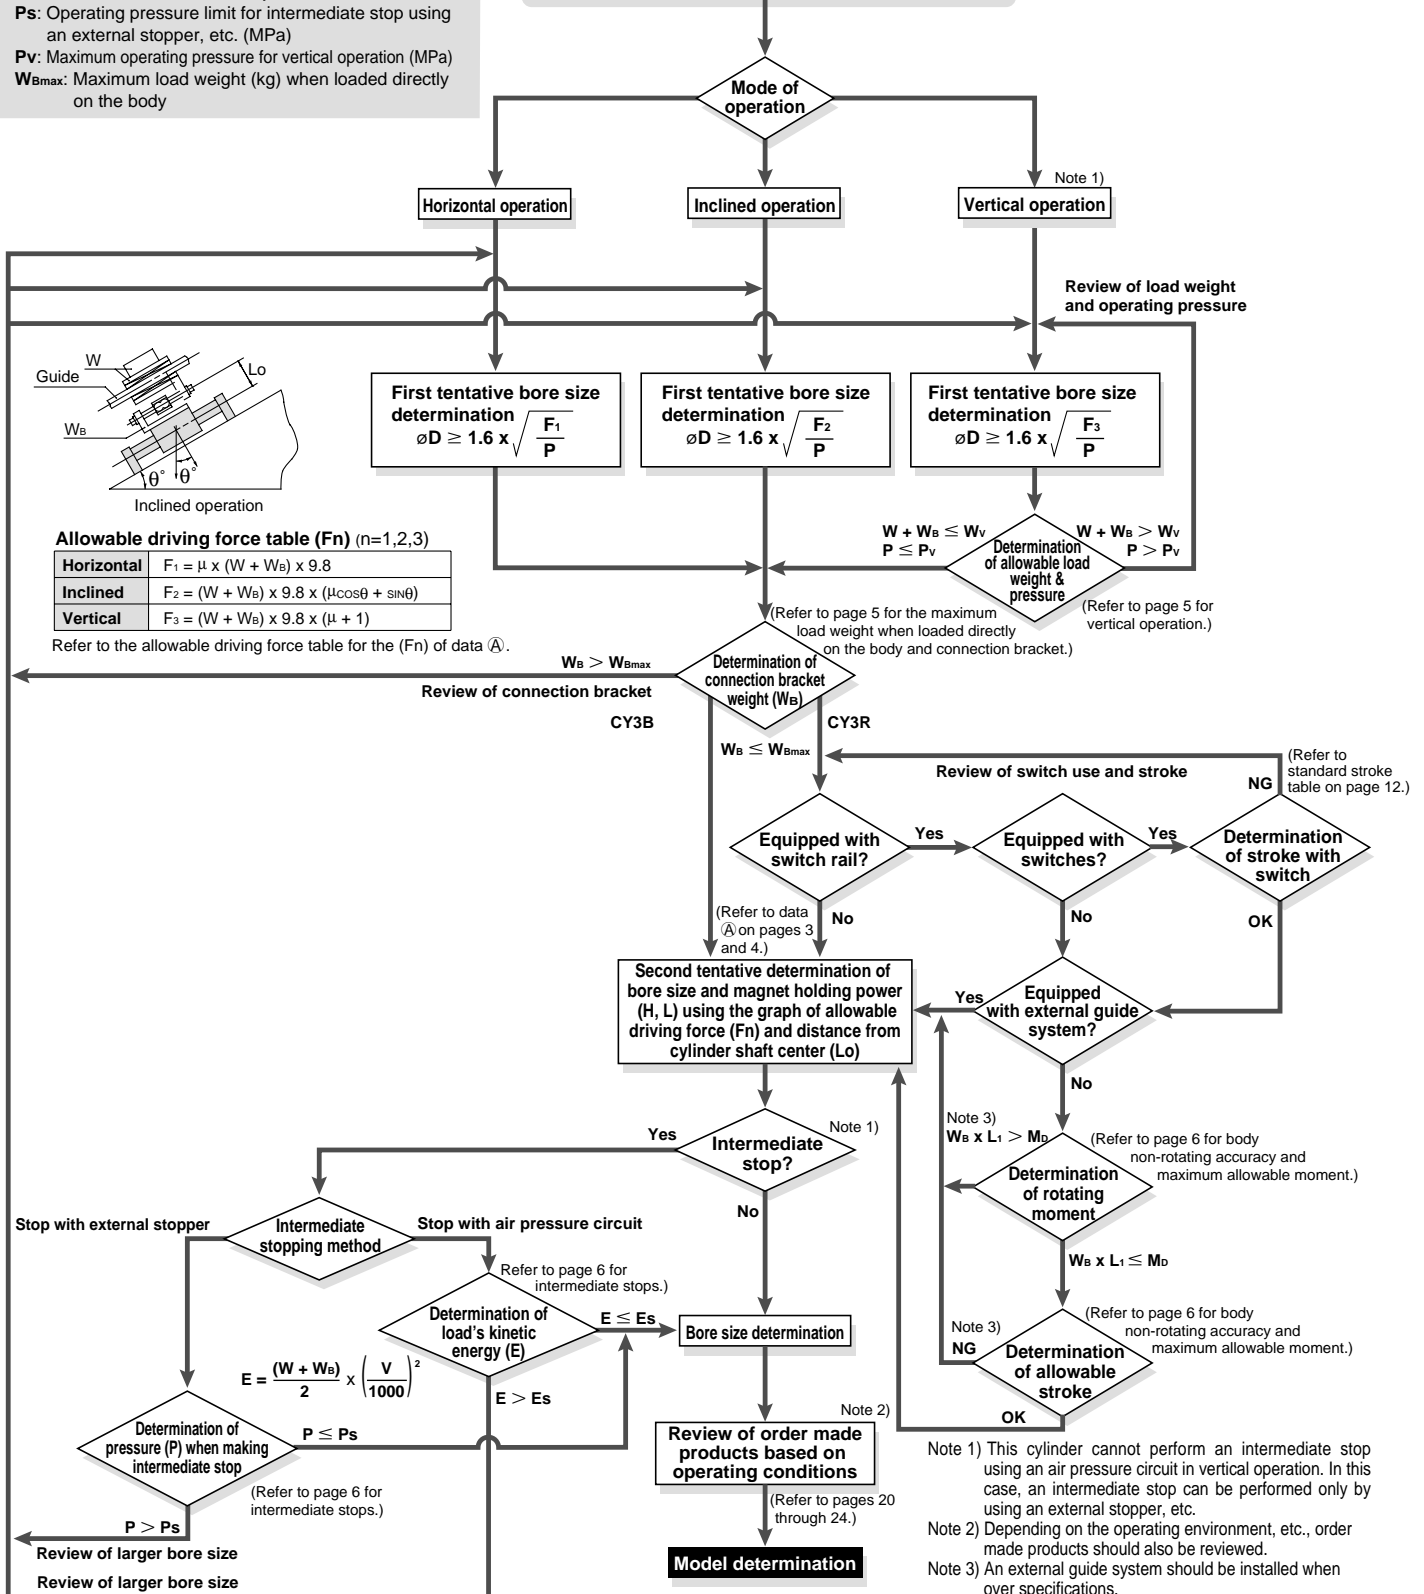 Ps: Operating pressure limit for intermediate stop using
an external stopper, etc. (MPa)
Pv: Maximum operating pressure for vertical operation (MPa)
WBmax: Maximum load weight (kg) when loaded directly
on the body
Mode of
operation
Horizontal operation
Inclined operation
Note 1)
Vertical operation
Review of load weight
and operating pressure
W
Guide
Lo
WB
θ°
θ°
Inclined operation
First tentative bore size
determination
øD ≥ 1.6 x √ F1 / P
First tentative bore size
determination
øD ≥ 1.6 x √ F2 / P
First tentative bore size
determination
øD ≥ 1.6 x √ F3 / P
Allowable driving force table (Fn) (n=1,2,3)
Horizontal F1 = μ x (W + WB) x 9.8
Inclined F2 = (W + WB) x 9.8 x (μCOSθ + SINθ)
Vertical F3 = (W + WB) x 9.8 x (μ + 1)
Refer to the allowable driving force table for the (Fn) of data Ⓐ.
W + WB ≤ WV
P ≤ PV
W + WB > WV
P > PV
Determination
of allowable load
weight &
pressure
(Refer to page 5 for
vertical operation.)
(Refer to page 5 for the maximum
load weight when loaded directly
on the body and connection bracket.)
WB > WBmax
Review of connection bracket
Determination of
connection bracket
weight (WB)
CY3B
CY3R
WB ≤ WBmax
Review of switch use and stroke
NG
(Refer to
standard stroke
table on page 12.)
Equipped with
switch rail?
Yes
Equipped with
switches?
Yes
Determination
of stroke with
switch
(Refer to data
Ⓐ on pages 3
and 4.)
No
No
OK
Second tentative determination of
bore size and magnet holding power
(H, L) using the graph of allowable
driving force (Fn) and distance from
cylinder shaft center (Lo)
Yes
Equipped
with external guide
system?
No
Note 1)
Yes
Intermediate
stop?
No
Note 3)
WB x L1 > MD
(Refer to page 6 for body
non-rotating accuracy and
maximum allowable moment.)
Determination
of rotating
moment
WB x L1 ≤ MD
Stop with external stopper
Intermediate
stopping method
Stop with air pressure circuit
Refer to page 6 for
intermediate stops.)
Determination of
load's kinetic
energy (E)
E ≤ Es
Bore size determination
E = (W + WB) / 2 x ( V / 1000 ) 2
E > Es
Note 3)
NG
(Refer to page 6 for body
non-rotating accuracy and
maximum allowable moment.)
Determination
of allowable
stroke
OK
Determination of
pressure (P) when making
intermediate stop
P ≤ Ps
(Refer to page 6 for
intermediate stops.)
P > Ps
Review of larger bore size
Review of larger bore size
Note 2)
Review of order made
products based on
operating conditions
(Refer to pages 20
through 24.)
Model determination
Note 1) This cylinder cannot perform an intermediate stop
using an air pressure circuit in vertical operation. In this
case, an intermediate stop can be performed only by
using an external stopper, etc.
Note 2) Depending on the operating environment, etc., order
made products should also be reviewed.
Note 3) An external guide system should be installed when
over specifications.